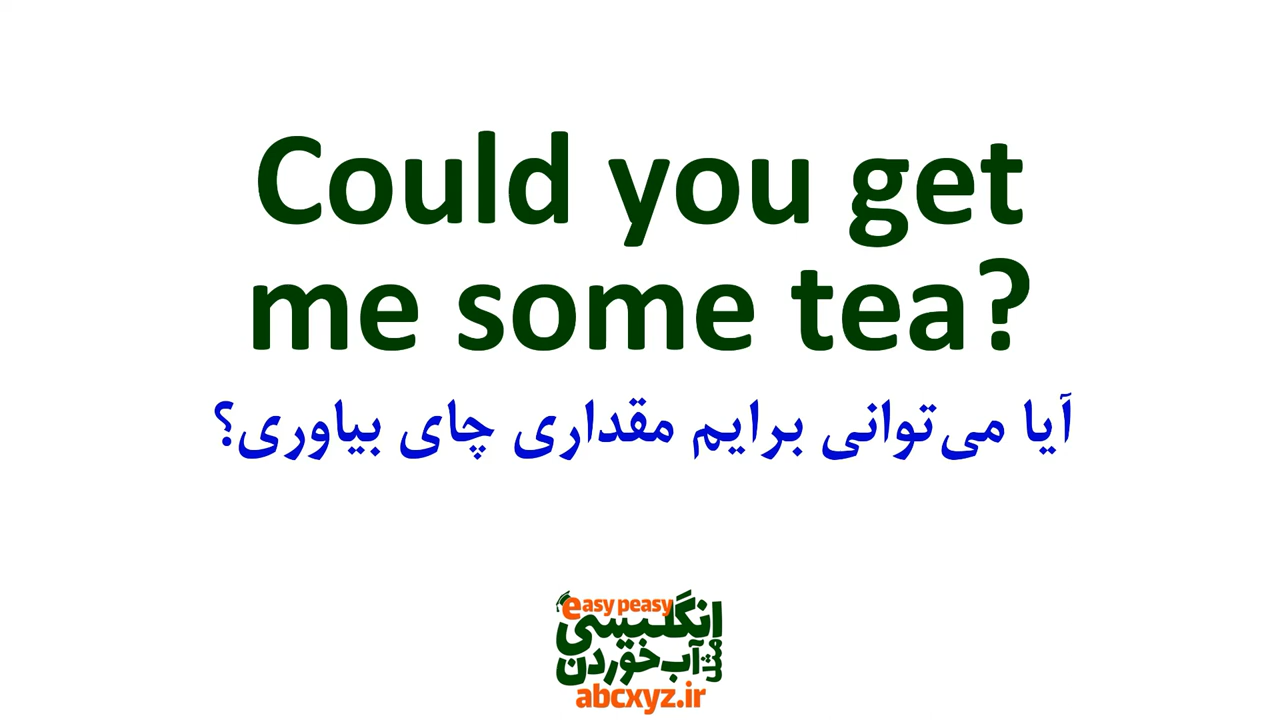 Could you get
me some tea?
آیا می‌توانی برایم مقداری چای بیاوری؟
easy peasy
انگلیسی
مثل آب خوردن
abcxyz.ir